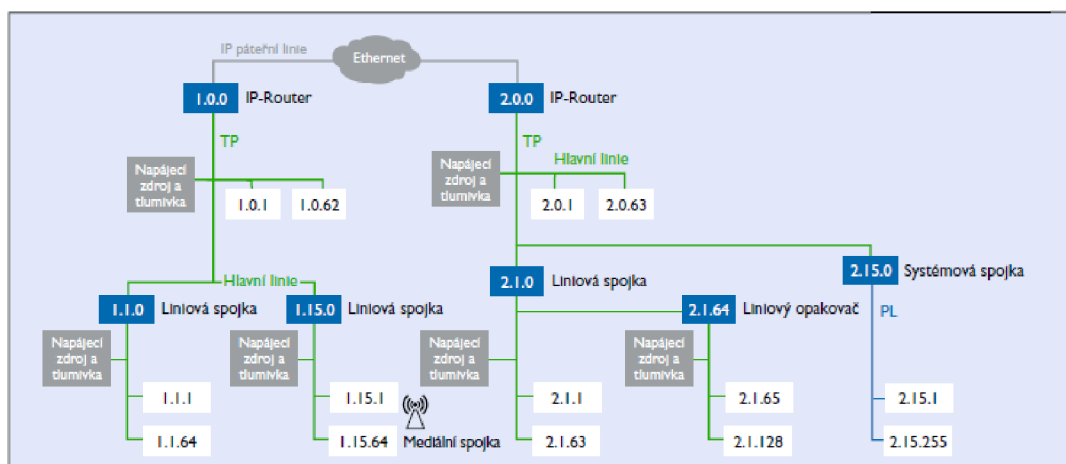 IP páteřní linie
Ethernet
1.0.0 IP-Router
2.0.0 IP-Router
TP
TP
Napájecí
zdroj a
tlumivka
1.0.1
1.0.62
Napájecí
zdroj a
tlumivka
Hlavní linie
2.0.1
2.0.63
Hlavní linie
1.1.0 Liniová spojka
1.15.0 Liniová spojka
2.1.0 Liniová spojka
2.15.0 Systémová spojka
2.1.64 Liniový opakovač
PL
Napájecí
zdroj a
tlumivka
1.1.1
1.1.64
Napájecí
zdroj a
tlumivka
1.15.1
1.15.64
Mediální spojka
Napájecí
zdroj a
tlumivka
2.1.1
2.1.63
Napájecí
zdroj a
tlumivka
2.1.65
2.1.128
2.15.1
2.15.255